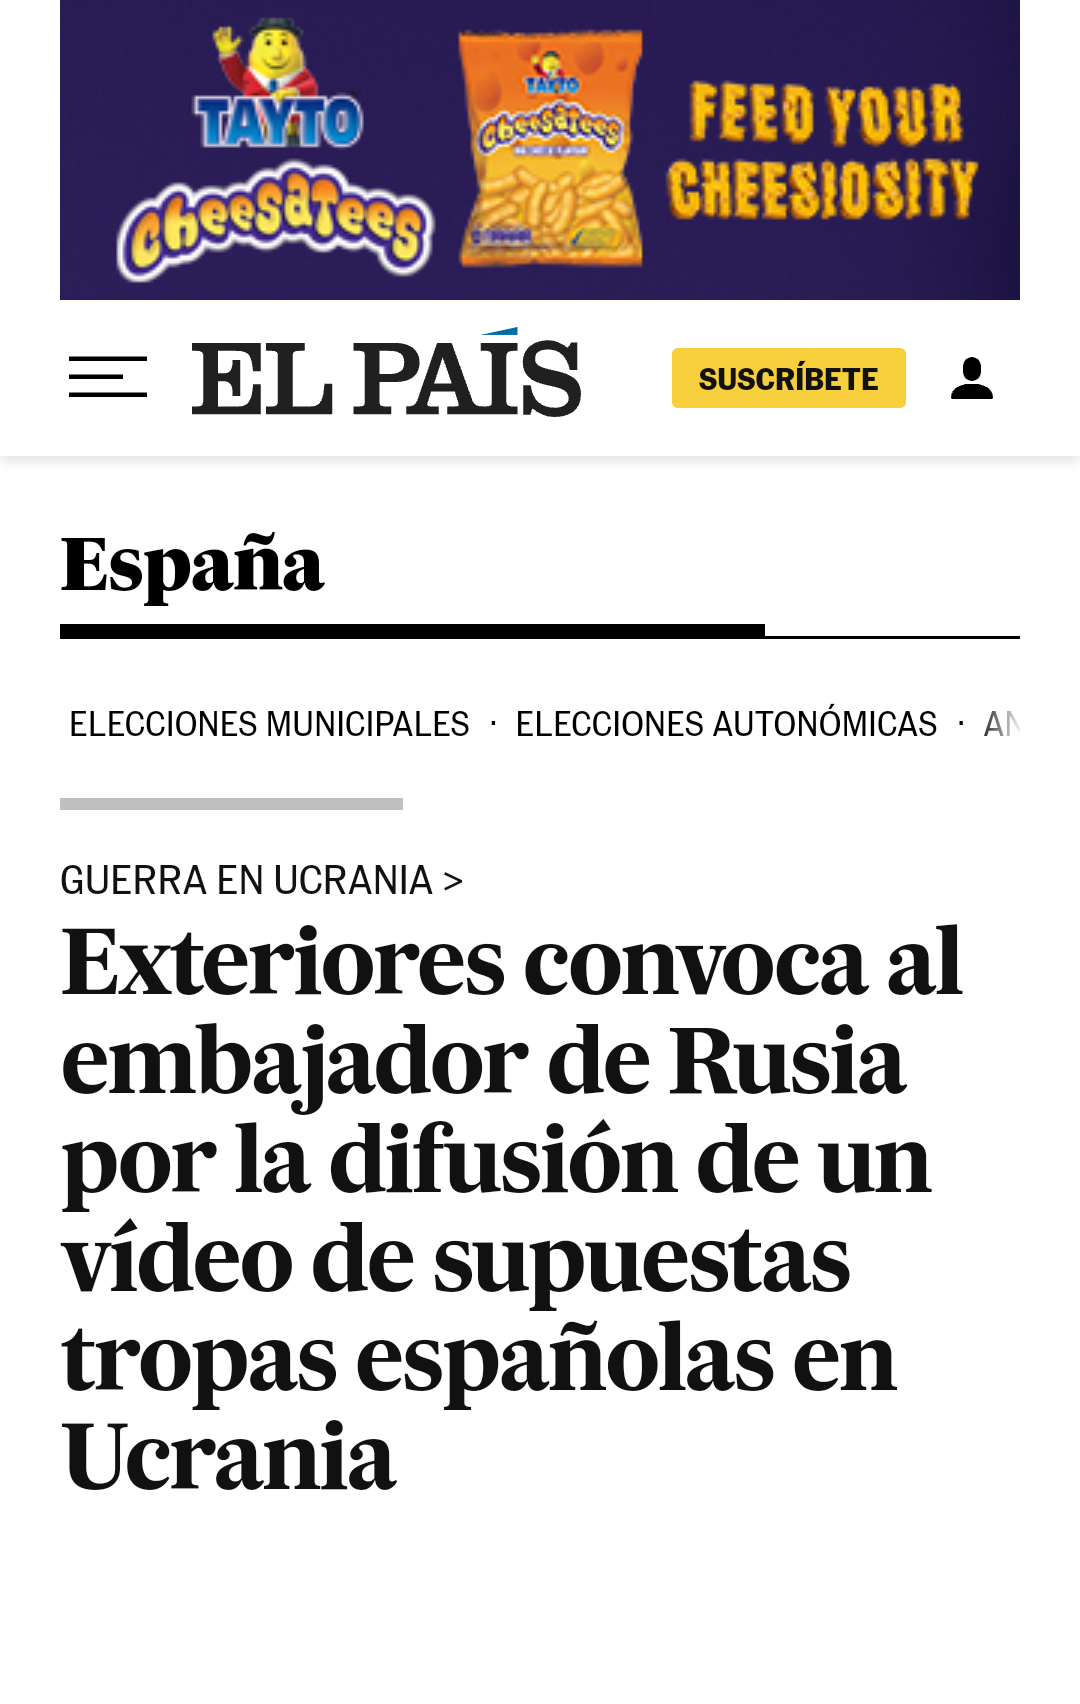 TAYTO
Cheesatees
TAYTO
Cheesatees
FEED YOUR
CHEESIOSITY
EL PAÍS
SUSCRÍBETE
España
ELECCIONES MUNICIPALES · ELECCIONES AUTONÓMICAS ·
GUERRA EN UCRANIA >
Exteriores convoca al
embajador de Rusia
por la difusión de un
vídeo de supuestas
tropas españolas en
Ucrania